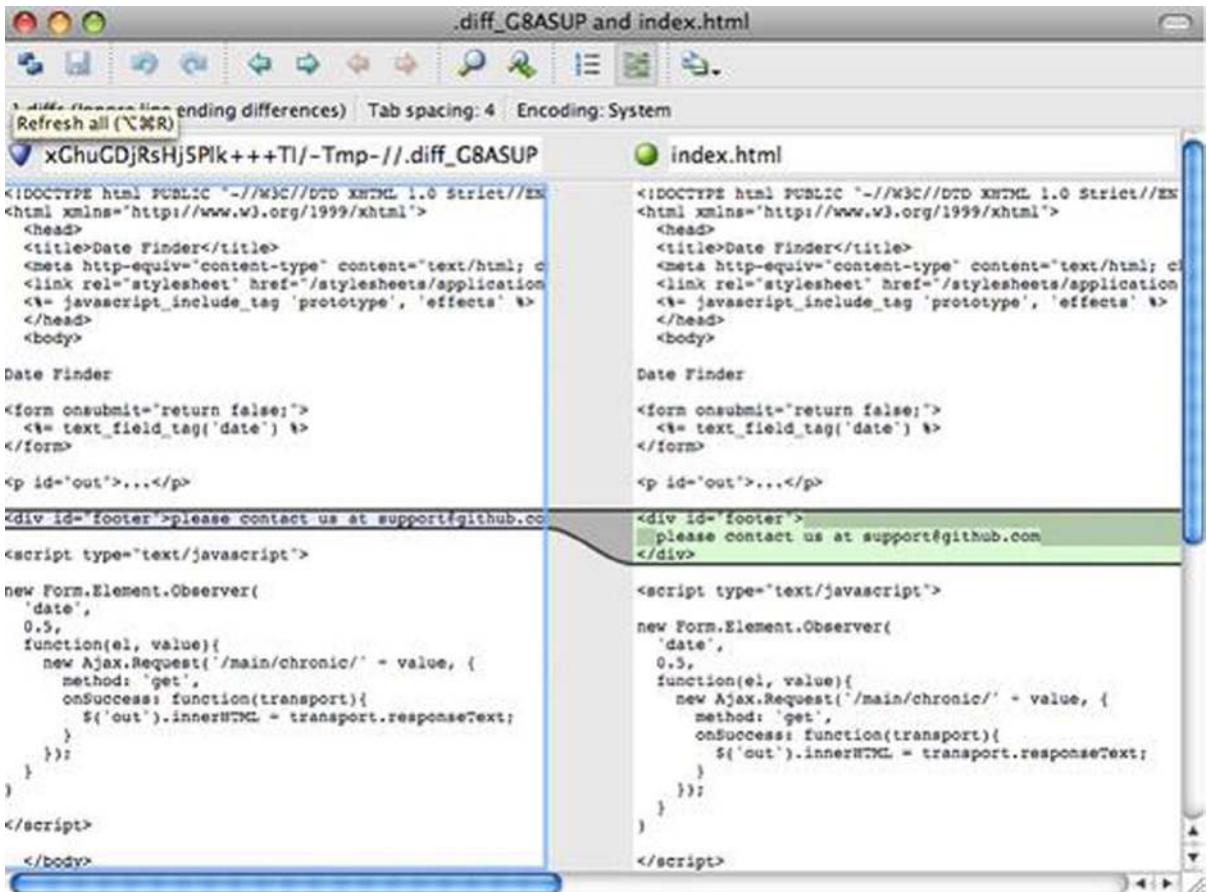 .diff_G8ASUP and index.html
ending differences) Tab spacing: 4 Encoding: System
Refresh all (⌥⌘R)
xGhuGDjRsHj5Plk+++TI/-Tmp-//.diff_G8ASUP
<!DOCTYPE html PUBLIC "-//W3C//DTD XHTML 1.0 Strict//EN
<html xmlns="http://www.w3.org/1999/xhtml">
<head>
<title>Date Finder</title>
<meta http-equiv="content-type" content="text/html; c
<link rel="stylesheet" href="/stylesheets/application
<%= javascript_include_tag 'prototype', 'effects' %>
</head>
<body>
Date Finder
<form onsubmit="return false;">
<%= text_field_tag('date') %>
</form>
<p id="out">...</p>
<div id="footer">please contact us at support@github.co
<script type="text/javascript">
new Form.Element.Observer(
'date',
0.5,
function(el, value){
new Ajax.Request('/main/chronic/' + value, {
method: 'get',
onSuccess: function(transport){
$('out').innerHTML = transport.responseText;
}
});
}
)
</script>
</body>
index.html
<!DOCTYPE html PUBLIC "-//W3C//DTD XHTML 1.0 Strict//EN
<html xmlns="http://www.w3.org/1999/xhtml">
<head>
<title>Date Finder</title>
<meta http-equiv="content-type" content="text/html; cl
<link rel="stylesheet" href="/stylesheets/application
<%= javascript_include_tag 'prototype', 'effects' %>
</head>
<body>
Date Finder
<form onsubmit="return false;">
<%= text_field_tag('date') %>
</form>
<p id="out">...</p>
<div id="footer">
please contact us at support@github.com
</div>
<script type="text/javascript">
new Form.Element.Observer(
'date',
0.5,
function(el, value){
new Ajax.Request('/main/chronic/' + value, {
method: 'get',
onSuccess: function(transport){
$('out').innerHTML = transport.responseText;
}
});
}
)
</script>